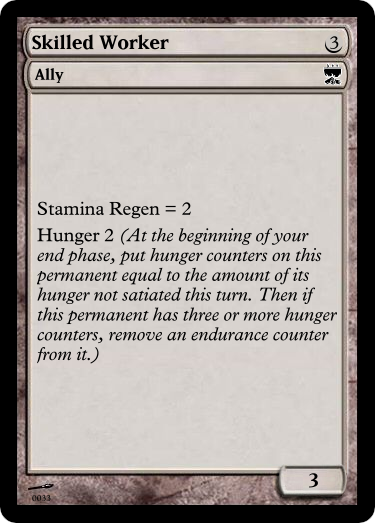 Skilled Worker 3
Ally
Stamina Regen = 2
Hunger 2 (At the beginning of your
end phase, put hunger counters on this
permanent equal to the amount of its
hunger not satiated this turn. Then if
this permanent has three or more hunger
counters, remove an endurance counter
from it.)
3
0033